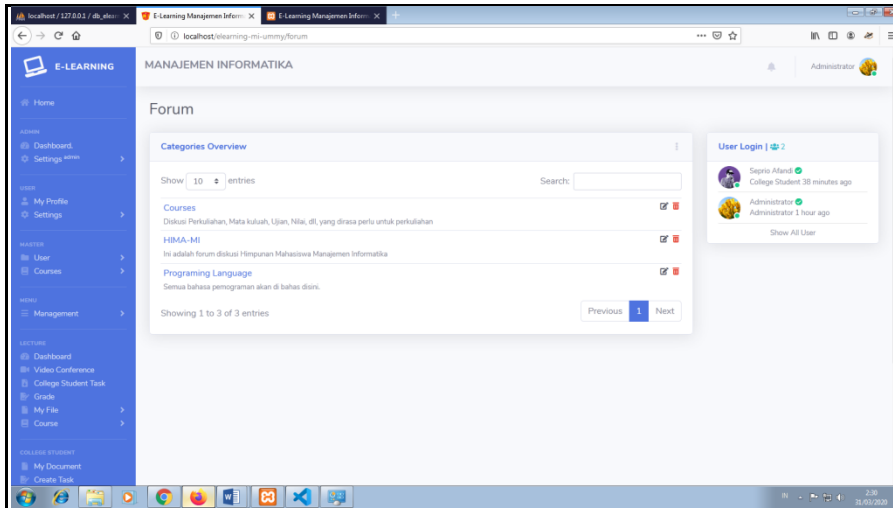 localhost / 127.0.0.1 / db_elear
E-Learning Manajemen Inform
E-Learning Manajemen Inform
localhost/elearning-mi-ummy/forum
E-LEARNING
MANAJEMEN INFORMATIKA
Administrator
Home
Forum
ADMIN
Dashboard.
Settings admin
USER
My Profile
Settings
MASTER
User
Courses
MENU
Management
LECTURE
Dashboard
Video Conference
College Student Task
Grade
My File
Course
COLLEGE STUDENT
My Document
Create Task
Categories Overview
Show 10 entries
Search:
Courses
Diskusi Perkuliahan, Mata kuluah, Ujian, Nilai, dll, yang dirasa perlu untuk perkuliahan
HIMA-MI
Ini adalah forum diskusi Himpunan Mahasiswa Manajemen Informatika
Programing Language
Semua bahasa pemograman akan di bahas disini.
Showing 1 to 3 of 3 entries
Previous 1 Next
User Login | 2
Seprio Afandi
College Student 38 minutes ago
Administrator
Administrator 1 hour ago
Show All User
IN
2:30
31/03/2020